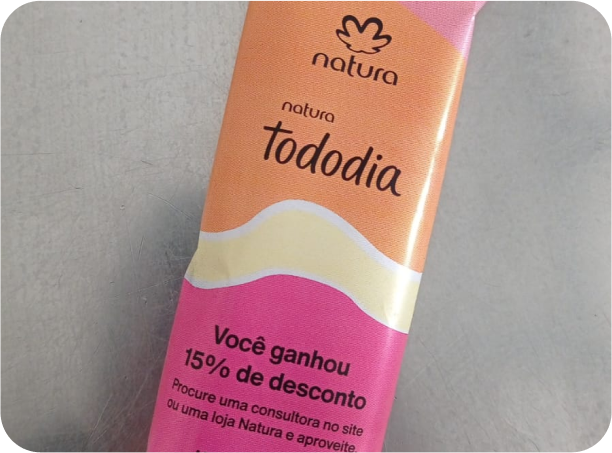 natura
natura
Tododia
Você ganhou
15% de desconto
Procure uma consultora no site
ou uma loja Natura e aproveite.